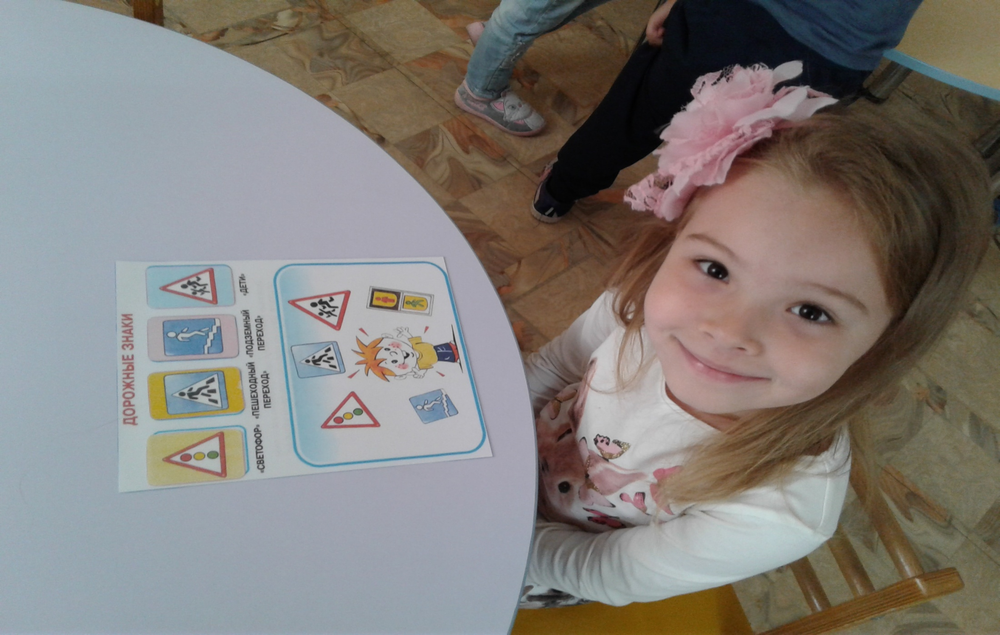 ДОРОЖНЫЕ ЗНАКИ
«СВЕТОФОР» «ПЕШЕХОДНЫЙ ПЕРЕХОД» «ПОДЗЕМНЫЙ ПЕРЕХОД» «ДЕТИ»